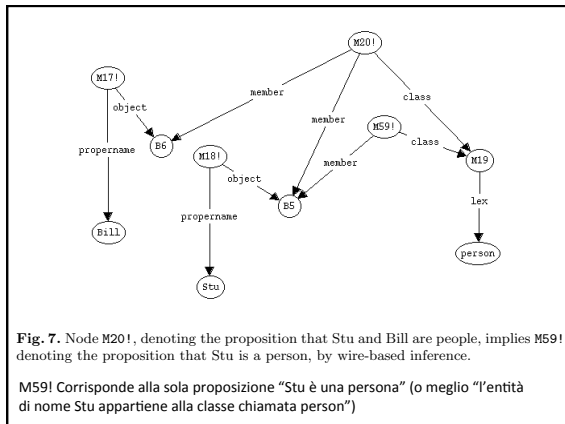 M20!
M17!
member
class
object
member
M59!
class
propername
B6
M18!
member
M19
object
lex
propername
B5
Bill
person
Stu
Fig. 7. Node M20!, denoting the proposition that Stu and Bill are people, implies M59!
denoting the proposition that Stu is a person, by wire-based inference.
M59! Corrisponde alla sola proposizione “Stu è una persona” (o meglio “l’entità
di nome Stu appartiene alla classe chiamata person”)